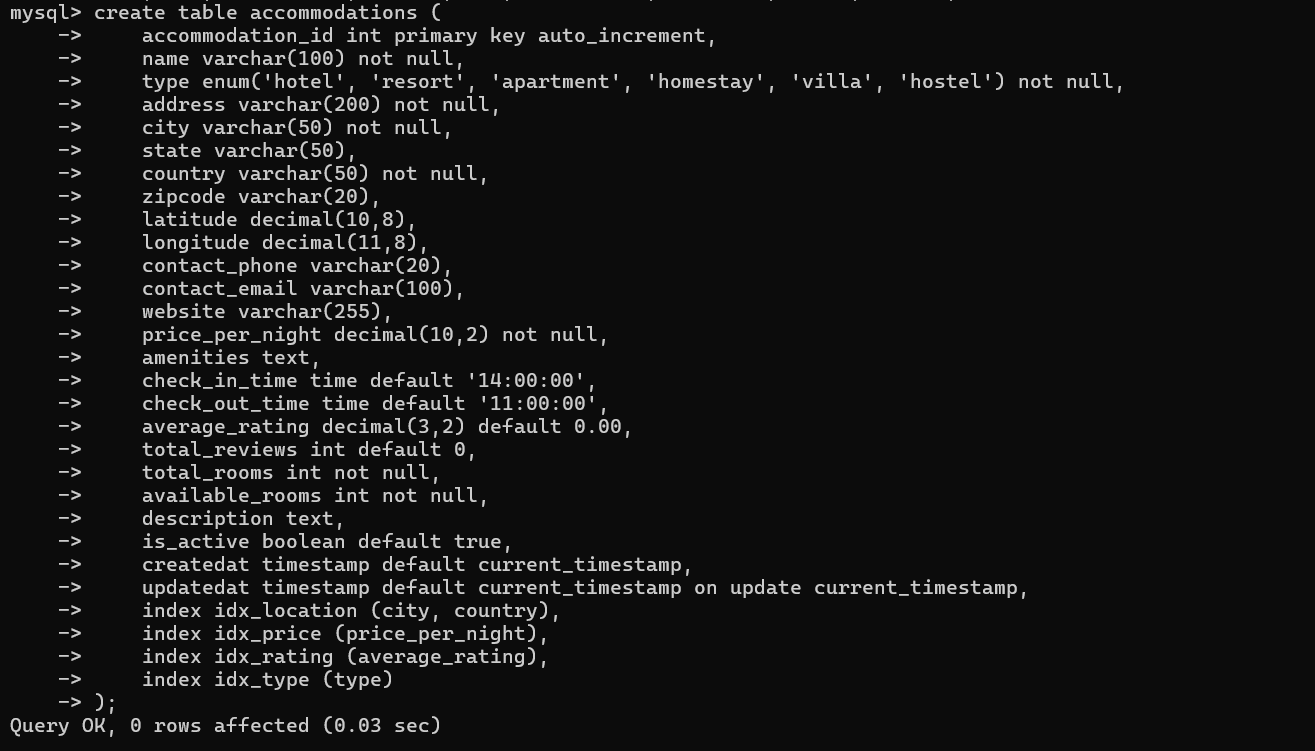 mysql> create table accommodations (
    ->     accommodation_id int primary key auto_increment,
    ->     name varchar(100) not null,
    ->     type enum('hotel', 'resort', 'apartment', 'homestay', 'villa', 'hostel') not null,
    ->     address varchar(200) not null,
    ->     city varchar(50) not null,
    ->     state varchar(50),
    ->     country varchar(50) not null,
    ->     zipcode varchar(20),
    ->     latitude decimal(10,8),
    ->     longitude decimal(11,8),
    ->     contact_phone varchar(20),
    ->     contact_email varchar(100),
    ->     website varchar(255),
    ->     price_per_night decimal(10,2) not null,
    ->     amenities text,
    ->     check_in_time time default '14:00:00',
    ->     check_out_time time default '11:00:00',
    ->     average_rating decimal(3,2) default 0.00,
    ->     total_reviews int default 0,
    ->     total_rooms int not null,
    ->     available_rooms int not null,
    ->     description text,
    ->     is_active boolean default true,
    ->     createdat timestamp default current_timestamp,
    ->     updatedat timestamp default current_timestamp on update current_timestamp,
    ->     index idx_location (city, country),
    ->     index idx_price (price_per_night),
    ->     index idx_rating (average_rating),
    ->     index idx_type (type)
    -> );
Query OK, 0 rows affected (0.03 sec)